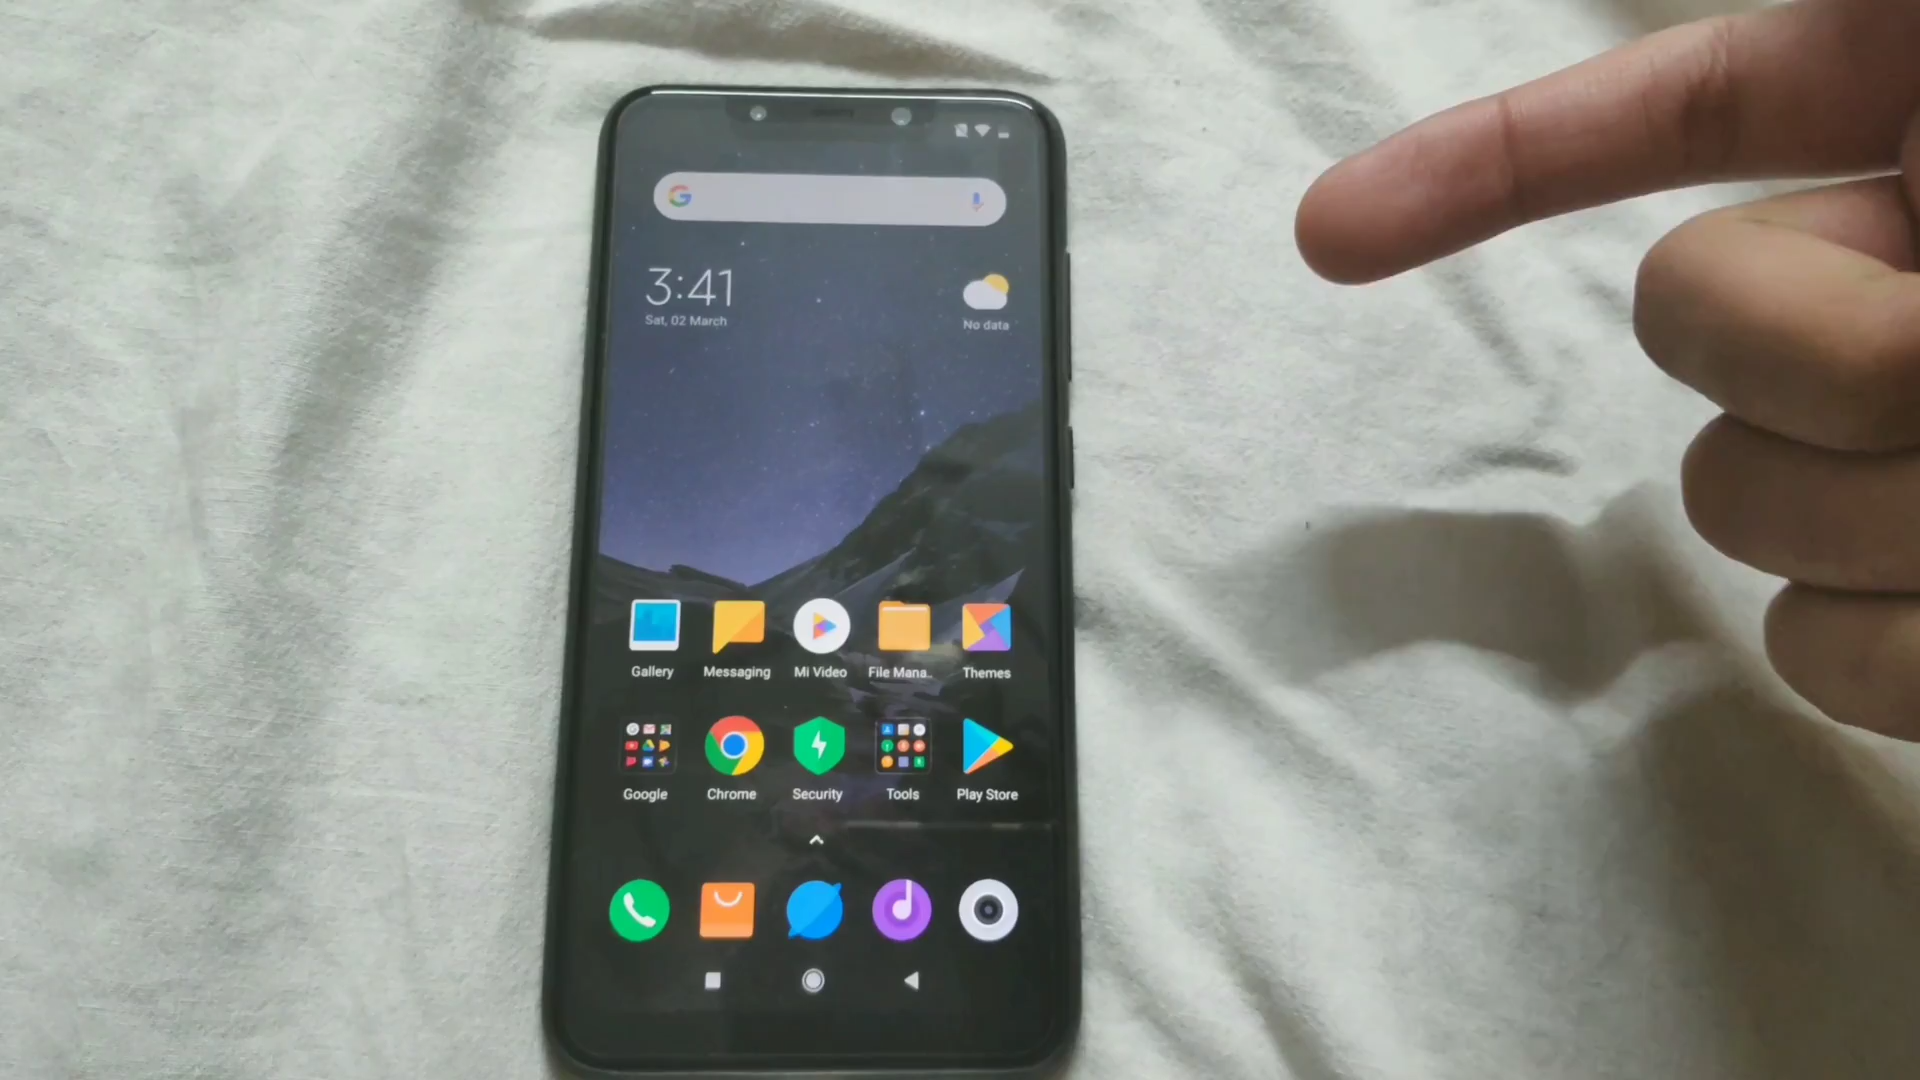 3:41
Sat, 02 March
No data
Gallery Messaging Mi Video File Mana.. Themes
Google Chrome Security Tools Play Store